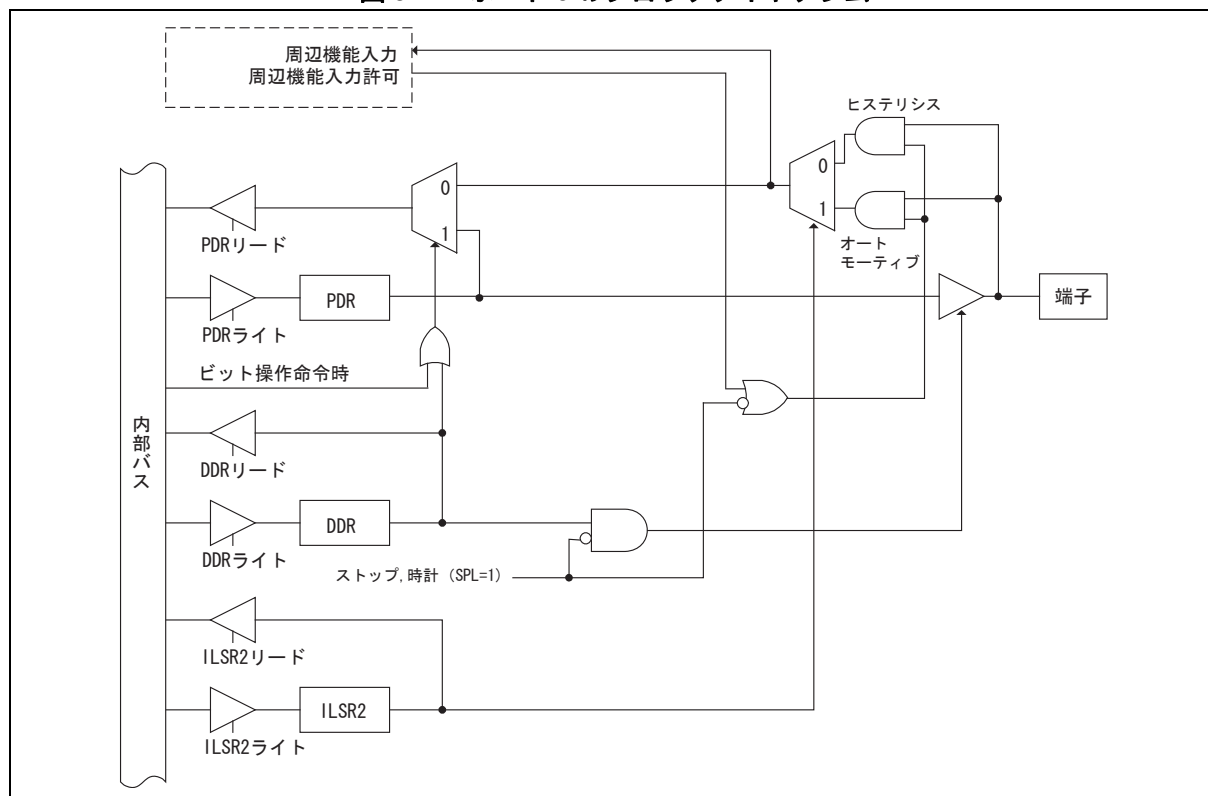 周辺機能入力
周辺機能入力許可
ヒステリシス
0
1
オート
モーティブ
0
1
PDRリード
PDR
PDRライト
端子
ビット操作命令時
内部バス
DDRリード
DDR
DDRライト
ストップ, 時計 (SPL=1)
ILSR2リード
ILSR2
ILSR2ライト